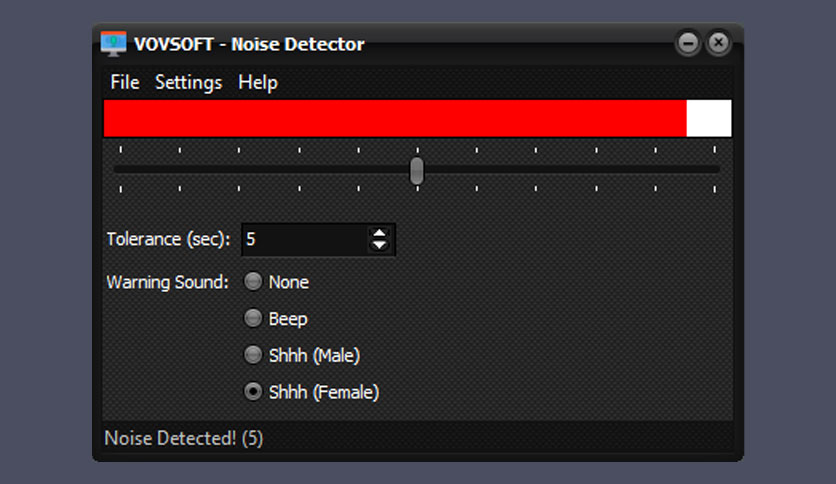 VOVSOFT - Noise Detector
File Settings Help
Tolerance (sec): 5
Warning Sound: None
Beep
Shhh (Male)
Shhh (Female)
Noise Detected! (5)